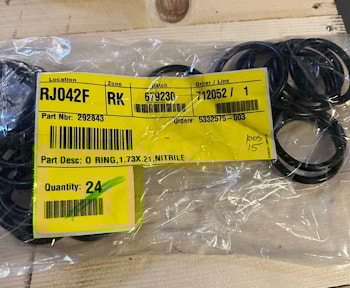 Location Zone Batch Order / Line
RJ042F RK 679230 712052 / 1
Part Nbr: 292843 Under: 5332575-003
Part Desc: O RING,1.73X.21,NITRILE
Quantity: 24